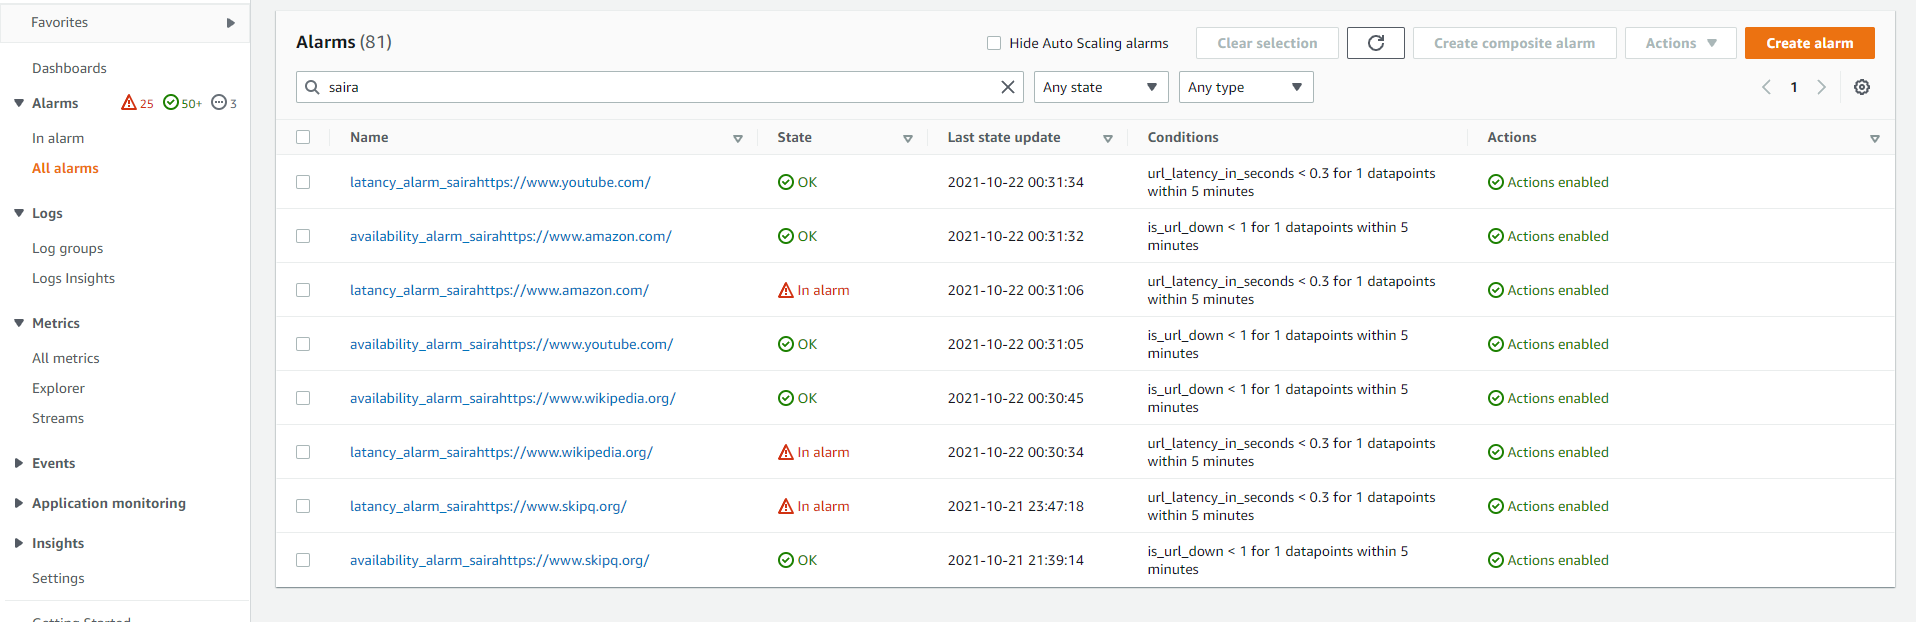 Favorites
Dashboards
Alarms 25 50+ 3
In alarm
All alarms
Logs
Log groups
Logs Insights
Metrics
All metrics
Explorer
Streams
Events
Application monitoring
Insights
Settings
Getting Started
Alarms (81)
Hide Auto Scaling alarms
Clear selection
Create composite alarm
Actions
Create alarm
saira
Any state
Any type
1
Name State Last state update Conditions Actions
latancy_alarm_sairahttps://www.youtube.com/ OK 2021-10-22 00:31:34 url_latency_in_seconds < 0.3 for 1 datapoints Actions enabled
within 5 minutes
availability_alarm_sairahttps://www.amazon.com/ OK 2021-10-22 00:31:32 is_url_down < 1 for 1 datapoints within 5 Actions enabled
minutes
latancy_alarm_sairahttps://www.amazon.com/ In alarm 2021-10-22 00:31:06 url_latency_in_seconds < 0.3 for 1 datapoints Actions enabled
within 5 minutes
availability_alarm_sairahttps://www.youtube.com/ OK 2021-10-22 00:31:05 is_url_down < 1 for 1 datapoints within 5 Actions enabled
minutes
availability_alarm_sairahttps://www.wikipedia.org/ OK 2021-10-22 00:30:45 is_url_down < 1 for 1 datapoints within 5 Actions enabled
minutes
latancy_alarm_sairahttps://www.wikipedia.org/ In alarm 2021-10-22 00:30:34 url_latency_in_seconds < 0.3 for 1 datapoints Actions enabled
within 5 minutes
latancy_alarm_sairahttps://www.skipq.org/ In alarm 2021-10-21 23:47:18 url_latency_in_seconds < 0.3 for 1 datapoints Actions enabled
within 5 minutes
availability_alarm_sairahttps://www.skipq.org/ OK 2021-10-21 21:39:14 is_url_down < 1 for 1 datapoints within 5 Actions enabled
minutes